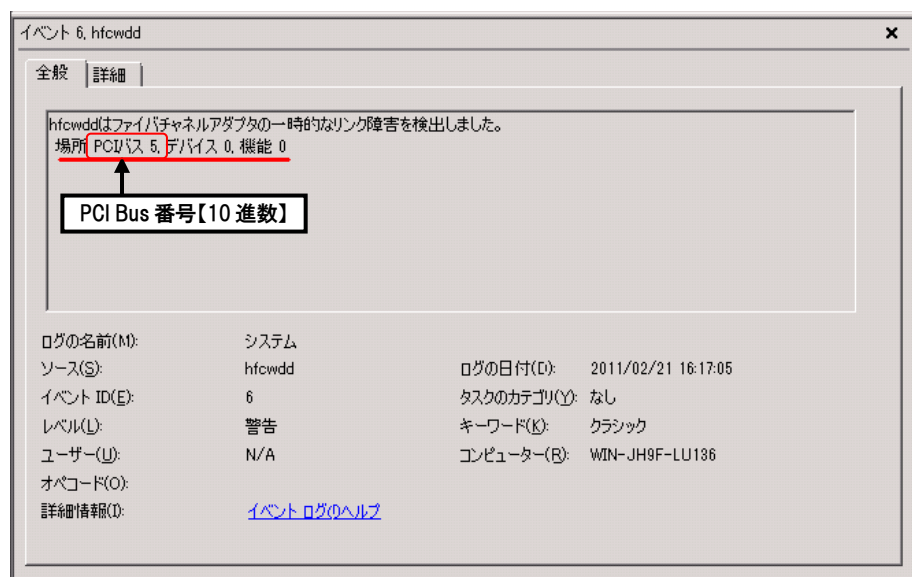 イベント 6, hfcwdd
全般 詳細
hfcwddはファイバチャネルアダプタの一時的なリンク障害を検出しました。
場所 PCIバス 5, デバイス 0, 機能 0
PCI Bus 番号【10 進数】
ログの名前(M): システム
ソース(S): hfcwdd ログの日付(D): 2011/02/21 16:17:05
イベント ID(E): 6 タスクのカテゴリ(Y): なし
レベル(L): 警告 キーワード(K): クラシック
ユーザー(U): N/A コンピューター(R): WIN-JH9F-LU136
オペコード(O):
詳細情報(I): イベント ログのヘルプ